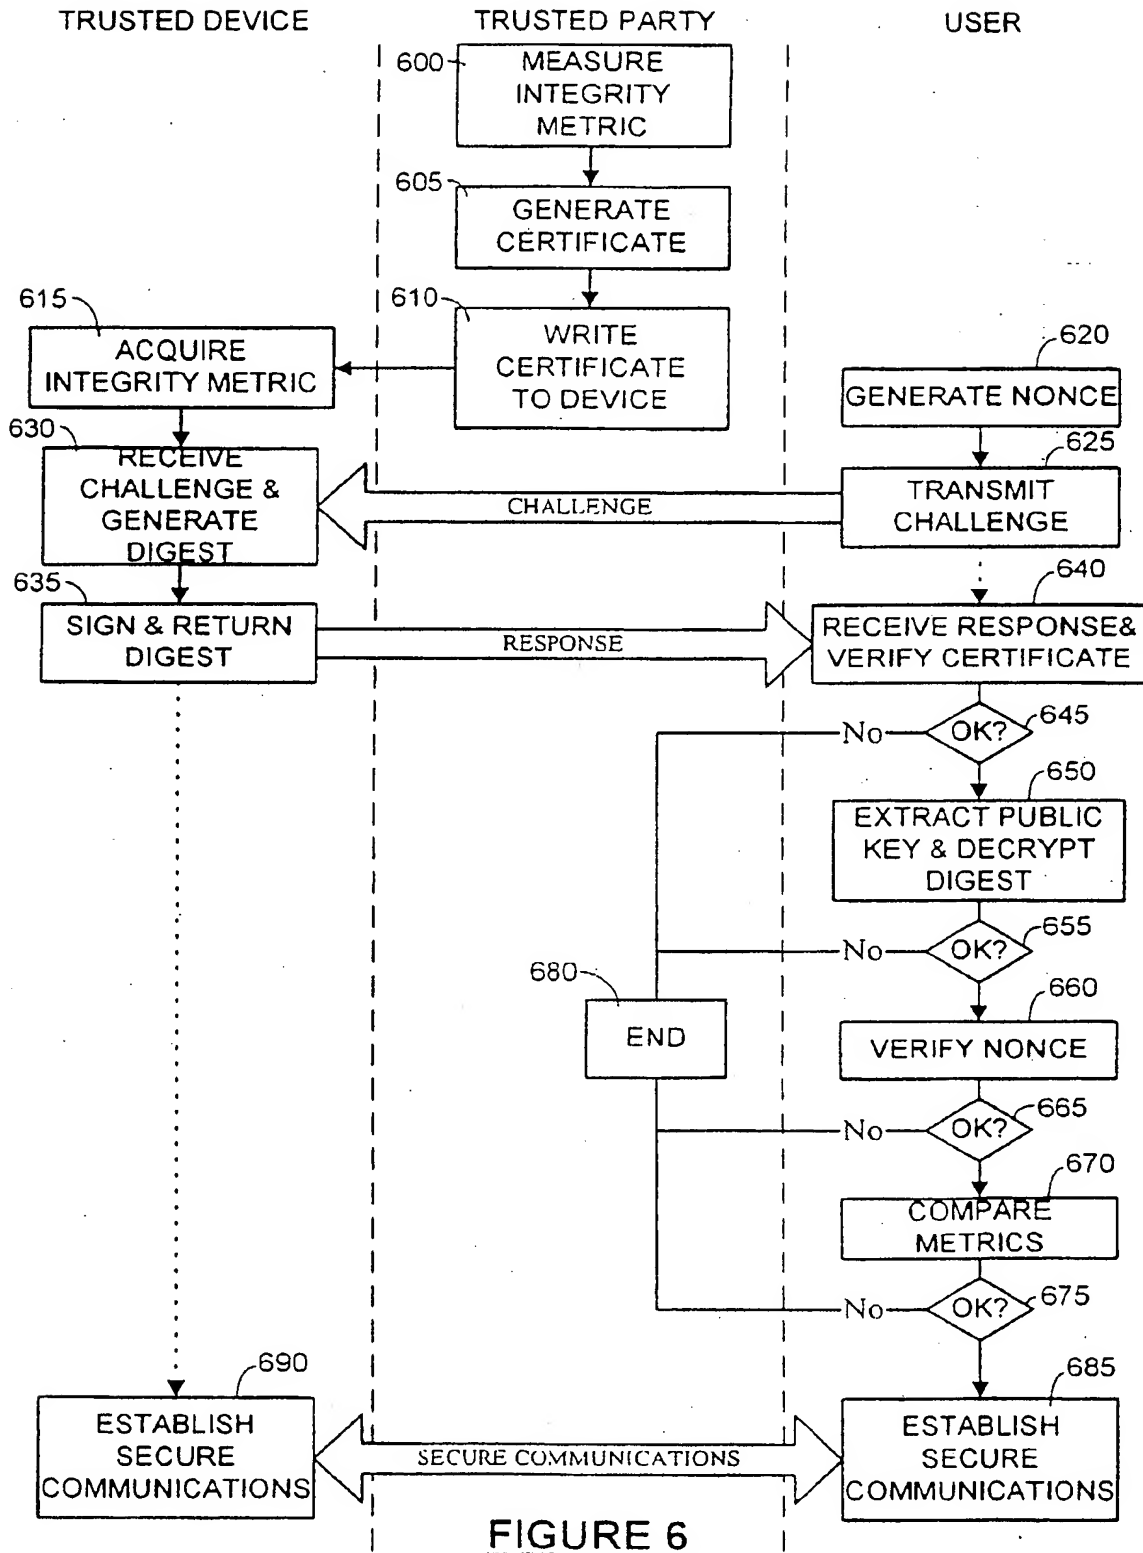 TRUSTED DEVICE
TRUSTED PARTY
USER
600
MEASURE
INTEGRITY
METRIC
605
GENERATE
CERTIFICATE
615
610
ACQUIRE
INTEGRITY METRIC
WRITE
CERTIFICATE
TO DEVICE
620
GENERATE NONCE
630
RECEIVE
CHALLENGE &
GENERATE
DIGEST
CHALLENGE
625
TRANSMIT
CHALLENGE
635
SIGN & RETURN
DIGEST
RESPONSE
640
RECEIVE RESPONSE&
VERIFY CERTIFICATE
No
OK?
645
650
EXTRACT PUBLIC
KEY & DECRYPT
DIGEST
No
OK?
655
680
END
660
VERIFY NONCE
No
OK?
665
670
COMPARE
METRICS
No
OK?
675
690
ESTABLISH
SECURE
COMMUNICATIONS
SECURE COMMUNICATIONS
685
ESTABLISH
SECURE
COMMUNICATIONS
FIGURE 6